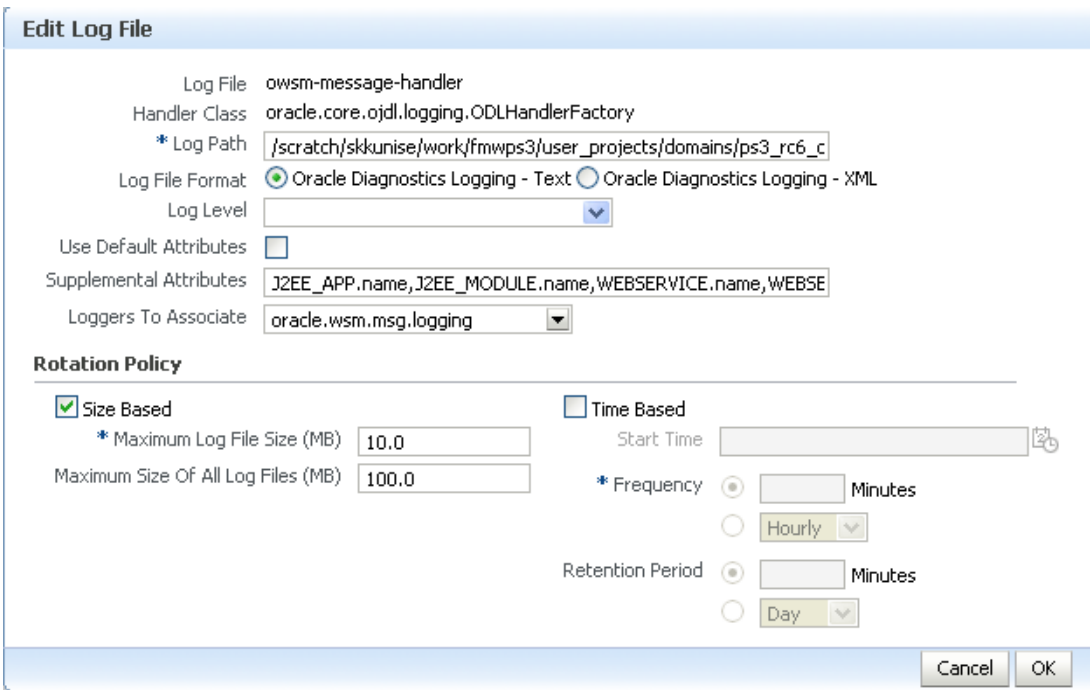 Edit Log File
Log File owsm-message-handler
Handler Class oracle.core.ojdl.logging.ODLHandlerFactory
* Log Path /scratch/skkunise/work/fmwps3/user_projects/domains/ps3_rc6_c
Log File Format Oracle Diagnostics Logging - Text Oracle Diagnostics Logging - XML
Log Level
Use Default Attributes
Supplemental Attributes J2EE_APP.name,J2EE_MODULE.name,WEBSERVICE.name,WEBSE
Loggers To Associate oracle.wsm.msg.logging
Rotation Policy
Size Based
* Maximum Log File Size (MB) 10.0
Maximum Size Of All Log Files (MB) 100.0
Time Based
Start Time
* Frequency Minutes
Hourly
Retention Period Minutes
Day
Cancel OK